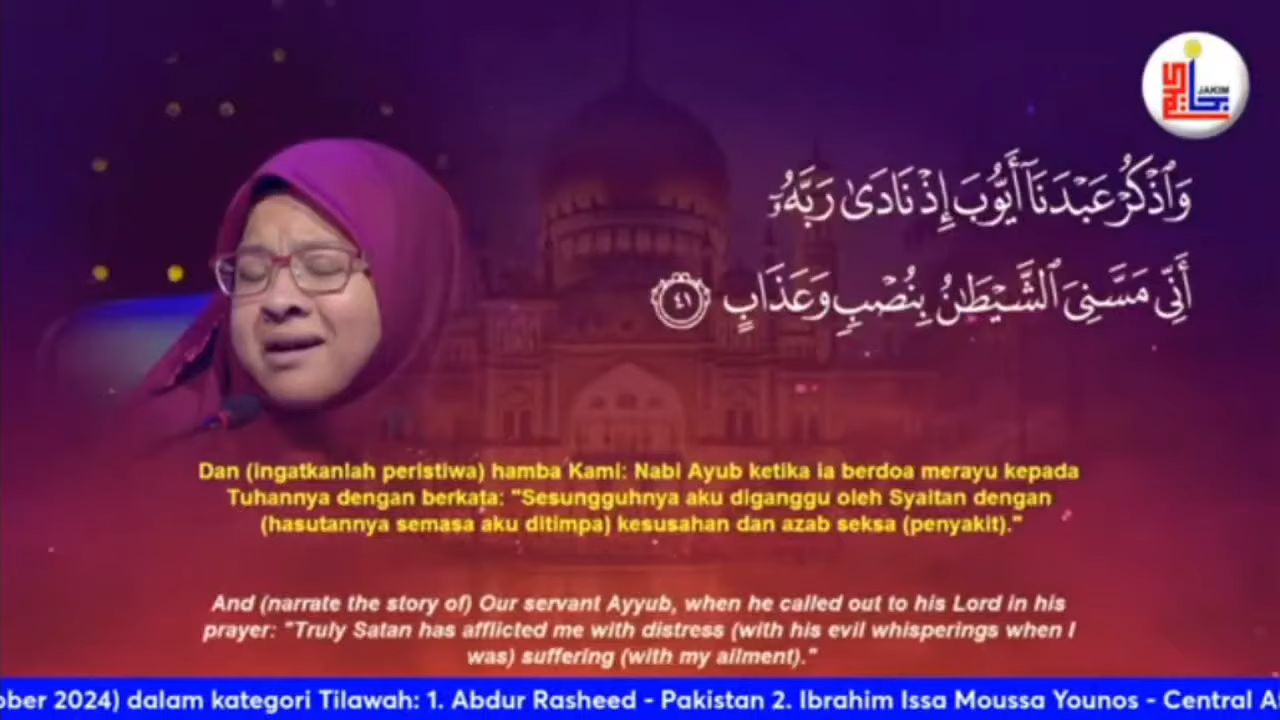 JAKIM
وَٱذْكُرْ عَبْدَنَآ أَيُّوبَ إِذْ نَادَىٰ رَبَّهُۥٓ
أَنِّى مَسَّنِىَ ٱلشَّيْطَـٰنُ بِنُصْبٍ وَعَذَابٍ ٤١
Dan (ingatkanlah peristiwa) hamba Kami: Nabi Ayub ketika ia berdoa merayu kepada
Tuhannya dengan berkata: "Sesungguhnya aku diganggu oleh Syaitan dengan
(hasutannya semasa aku ditimpa) kesusahan dan azab seksa (penyakit)."
And (narrate the story of) Our servant Ayyub, when he called out to his Lord in his
prayer: "Truly Satan has afflicted me with distress (with his evil whisperings when I
was) suffering (with my ailment)."
ober 2024) dalam kategori Tilawah: 1. Abdur Rasheed - Pakistan 2. Ibrahim Issa Moussa Younos - Central A